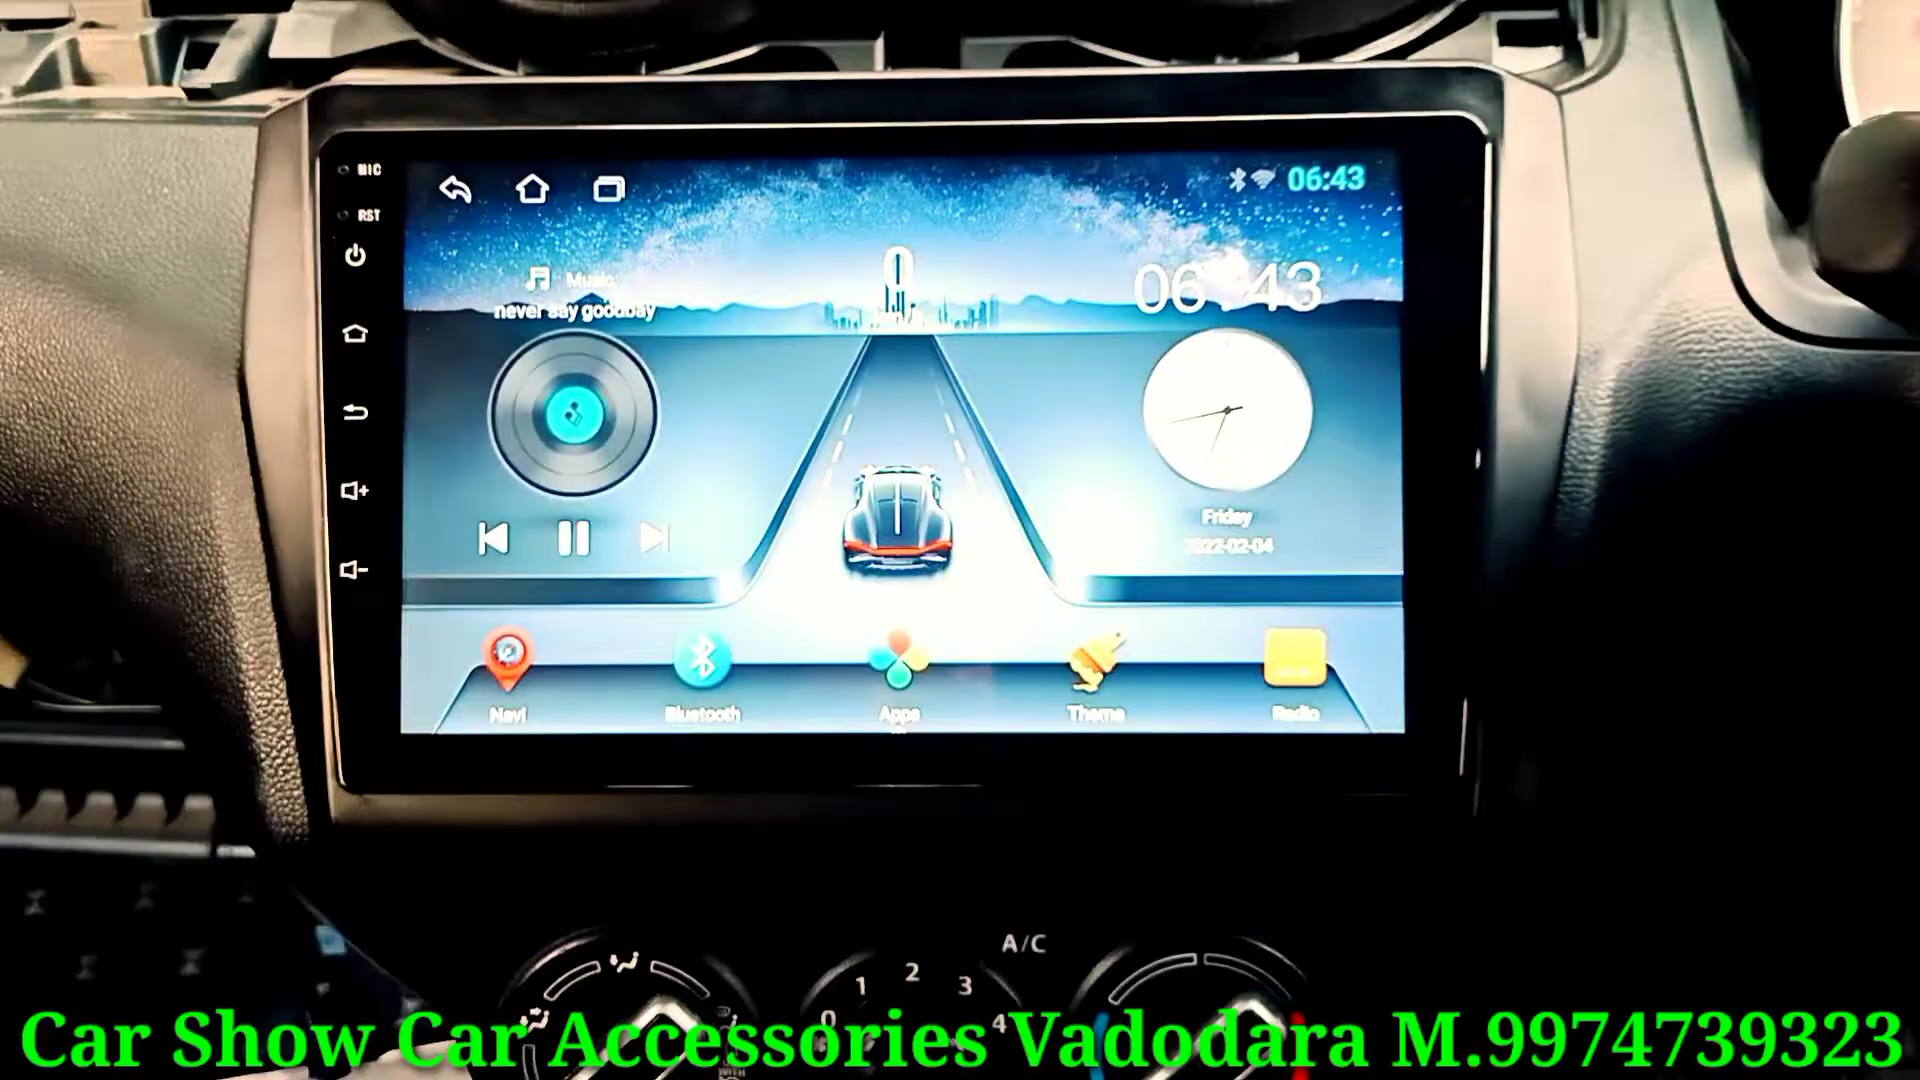 MIC
RST
06:43
Music
never say goodbay
0
06:43
Friday
2022-02-04
Navi
Bluetooth
Apps
Theme
Radio
A/C
0 1 2 3 4
Car Show Car Accessories Vadodara M.9974739323